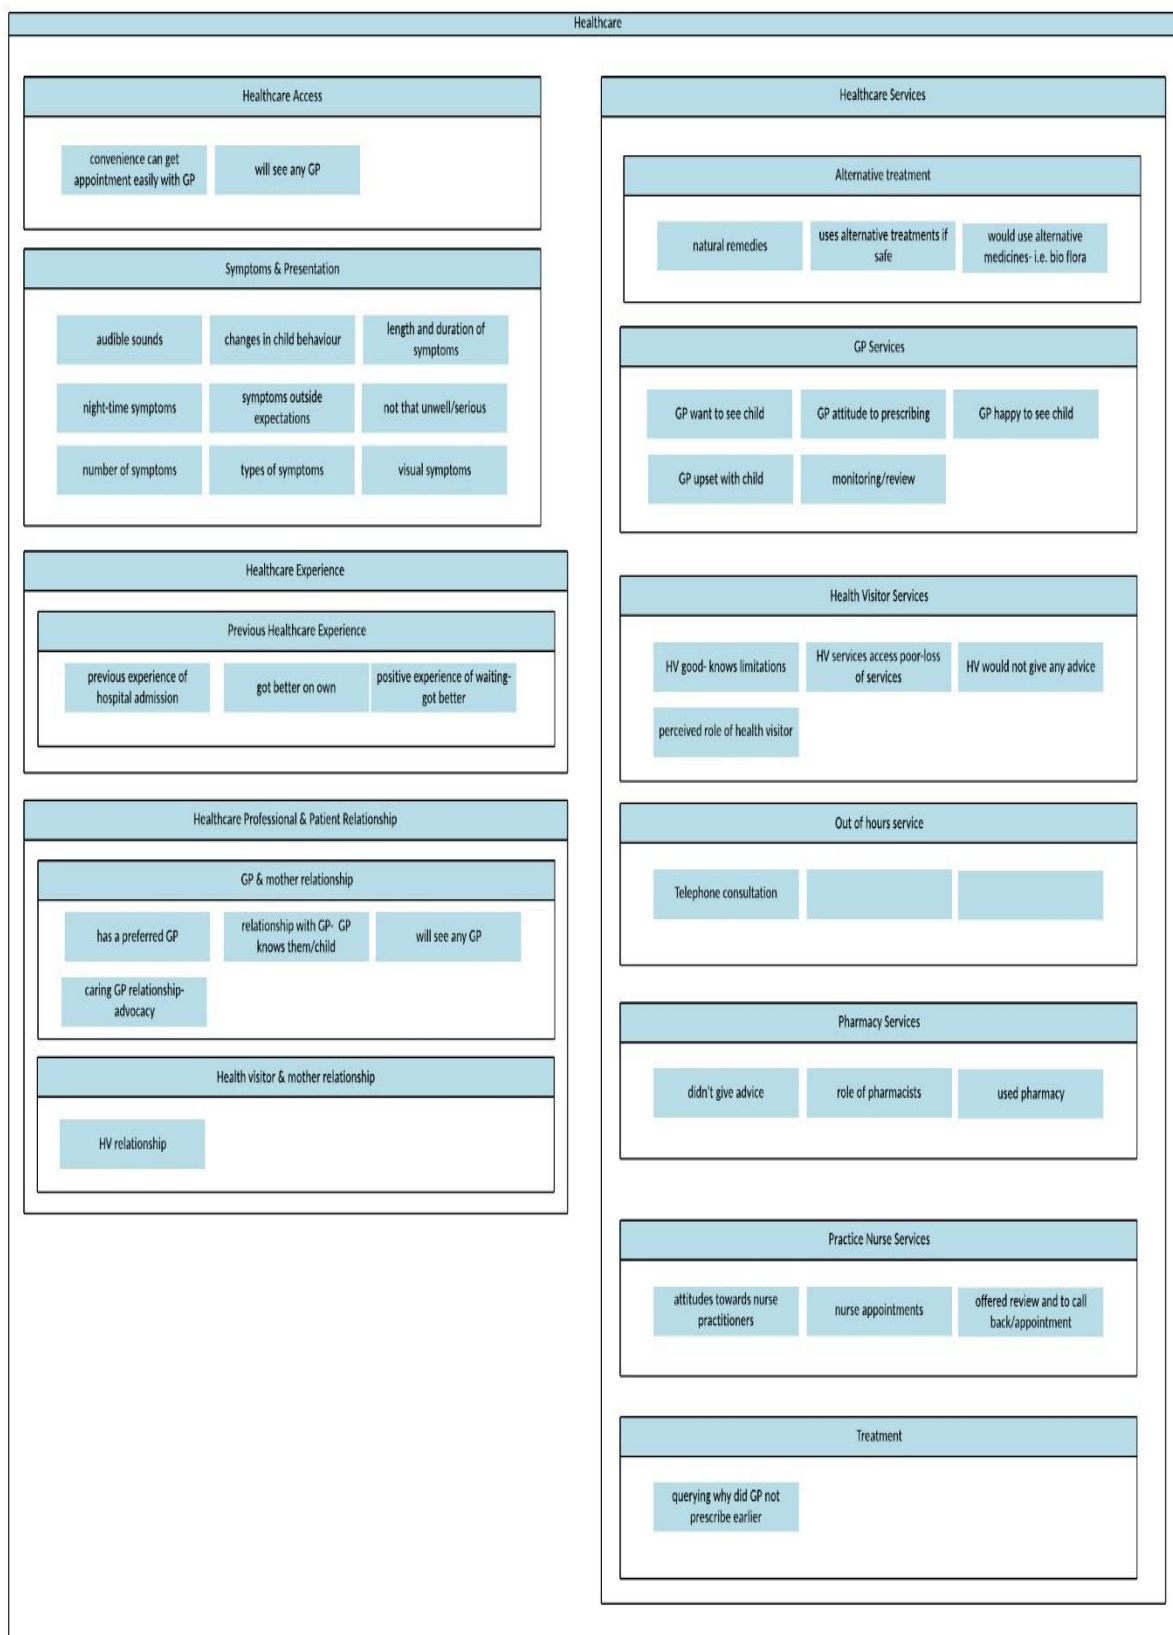 Healthcare
Healthcare Access
convenience can get
appointment easily with GP
will see any GP
Symptoms & Presentation
audible sounds
changes in child behaviour
length and duration of
symptoms
night-time symptoms
symptoms outside
expectations
not that unwell/serious
number of symptoms
types of symptoms
visual symptoms
Healthcare Experience
Previous Healthcare Experience
previous experience of
hospital admission
got better on own
positive experience of waiting-
got better
Healthcare Professional & Patient Relationship
GP & mother relationship
has a preferred GP
relationship with GP- GP
knows them/child
will see any GP
caring GP relationship-
advocacy
Health visitor & mother relationship
HV relationship
Healthcare Services
Alternative treatment
natural remedies
uses alternative treatments if
safe
would use alternative
medicines- i.e. bio flora
GP Services
GP want to see child
GP attitude to prescribing
GP happy to see child
GP upset with child
monitoring/review
Health Visitor Services
HV good- knows limitations
HV services access poor-loss
of services
HV would not give any advice
perceived role of health visitor
Out of hours service
Telephone consultation
Pharmacy Services
didn't give advice
role of pharmacists
used pharmacy
Practice Nurse Services
attitudes towards nurse
practitioners
nurse appointments
offered review and to call
back/appointment
Treatment
querying why did GP not
prescribe earlier